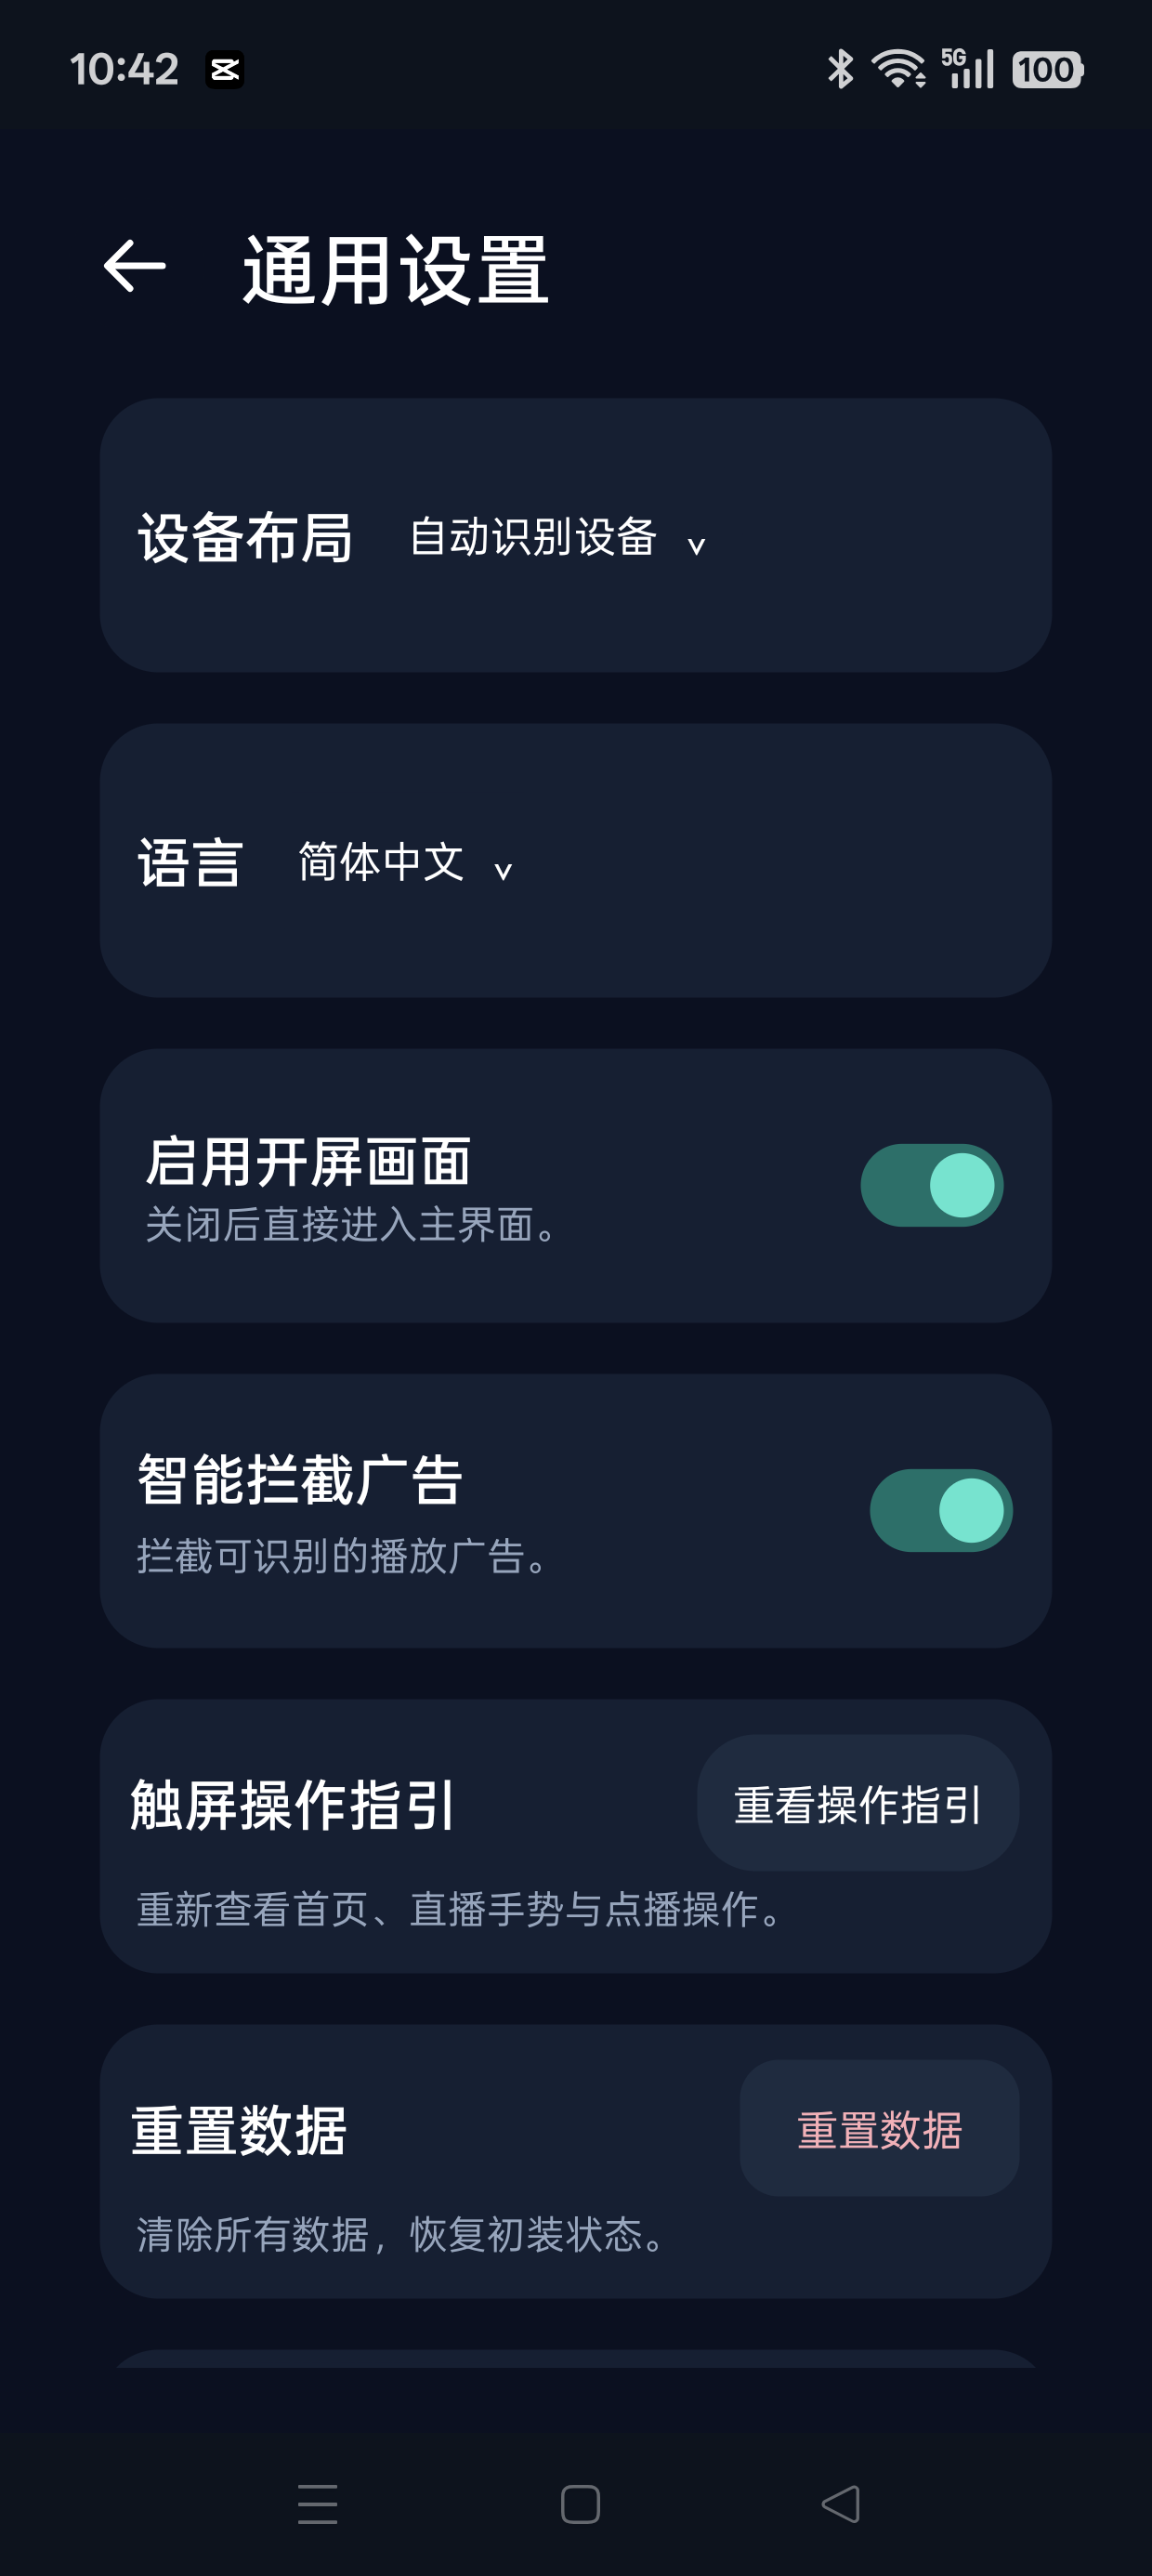 10:42
5G
100
通用设置
设备布局 自动识别设备
语言 简体中文
启用开屏画面
关闭后直接进入主界面。
智能拦截广告
拦截可识别的播放广告。
触屏操作指引 重看操作指引
重新查看首页、直播手势与点播操作。
重置数据 重置数据
清除所有数据，恢复初装状态。